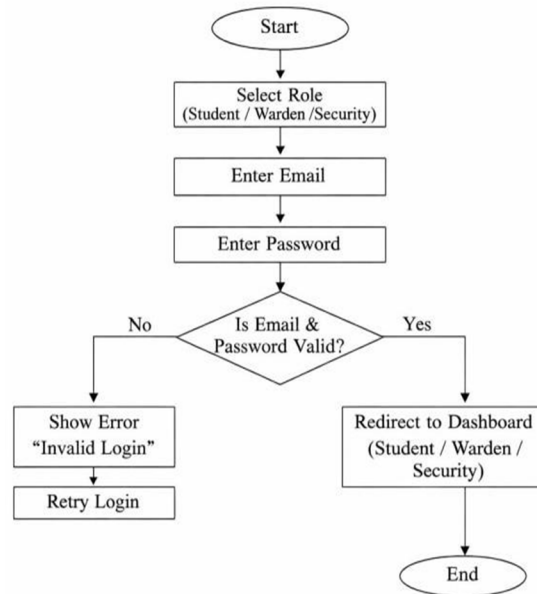 Start
Select Role
(Student / Warden /Security)
Enter Email
Enter Password
Is Email &
Password Valid?
No
Yes
Show Error
“Invalid Login”
Retry Login
Redirect to Dashboard
(Student / Warden /
Security)
End